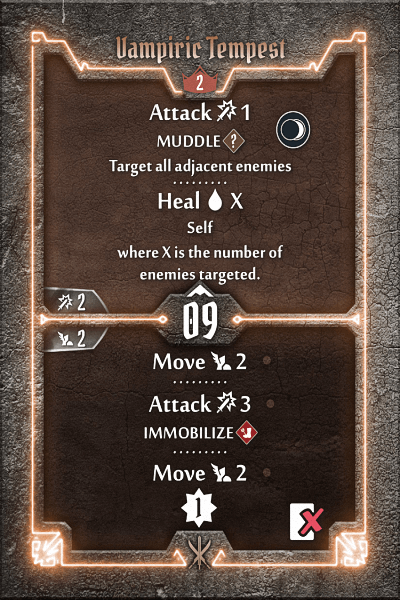 Vampiric Tempest
2
Attack 1
MUDDLE ?
Target all adjacent enemies
Heal X
Self
where X is the number of
enemies targeted.
2
09
2
Move 2
Attack 3
IMMOBILIZE
Move 2
1